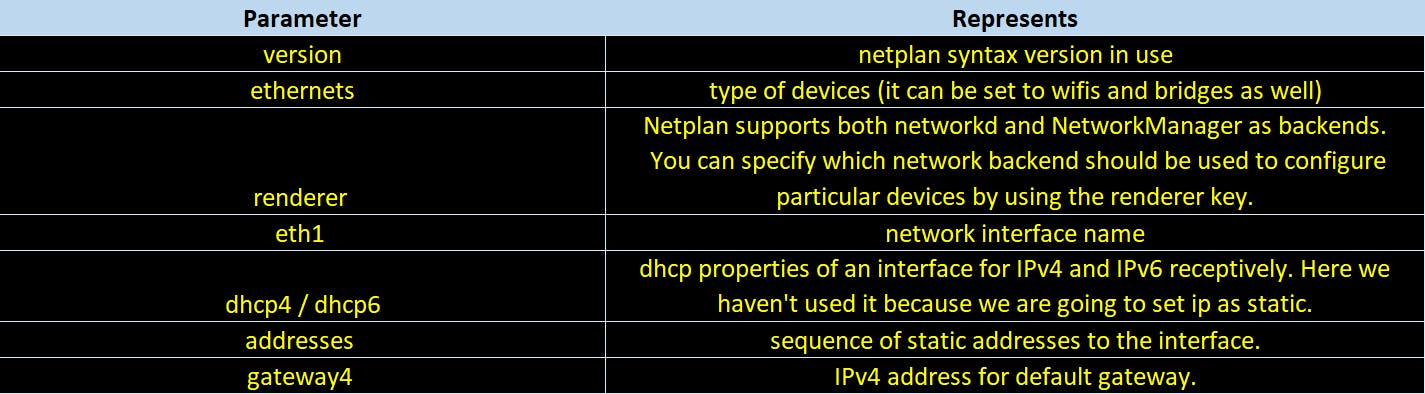 Parameter Represents
version netplan syntax version in use
ethernets type of devices (it can be set to wifis and bridges as well)
Netplan supports both networkd and NetworkManager as backends.
You can specify which network backend should be used to configure
renderer particular devices by using the renderer key.
eth1 network interface name
dhcp properties of an interface for IPv4 and IPv6 receptively. Here we
dhcp4 / dhcp6 haven't used it because we are going to set ip as static.
addresses sequence of static addresses to the interface.
gateway4 IPv4 address for default gateway.